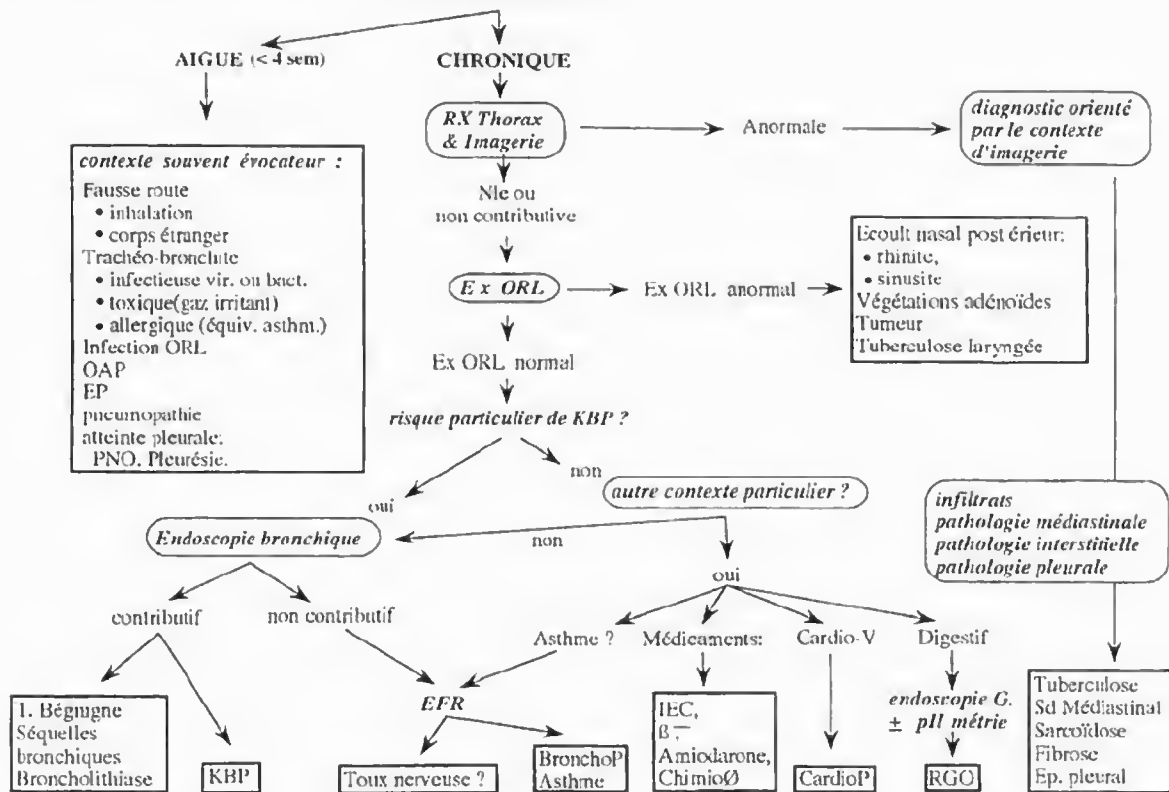 AIGUE (< 4 sem)
CHRONIQUE
RX Thorax
& Imagerie
Anormale
diagnostic orienté
par le contexte
d'imagerie
contexte souvent évocateur :
Fausse route
• inhalation
• corps étranger
Trachéo-bronchite
• infectieuse vir. ou bact.
• toxique(gaz irritant)
• allergique (équiv. asthm.)
Infection ORL
OAP
EP
pneumopathie
atteinte pleurale:
PNO. Pleurésie.
Nle ou
non contributive
Ex ORL
Ex ORL anormal
Ecoult nasal post érieur:
• rhinite,
• sinusite
Végétations adénoïdes
Tumeur
Tuberculose laryngée
Ex ORL normal
risque particulier de KBP ?
oui
non
autre contexte particulier ?
Endoscopie bronchique
non
oui
infiltrats
pathologie médiastinale
pathologie interstitielle
pathologie pleurale
contributif
non contributif
Asthme ?
Médicaments:
Cardio-V
Digestif
EFR
endoscopie G.
± pH métrie
1. Bégnigne
Séquelles
bronchiques
Broncholithiase
KBP
Toux nerveuse ?
BronchoP
Asthme
IEC,
ß -,
Amiodarone,
ChimioØ
CardioP
RGO
Tuberculose
Sd Médiastinal
Sarcoïdose
Fibrose
Ep. pleural